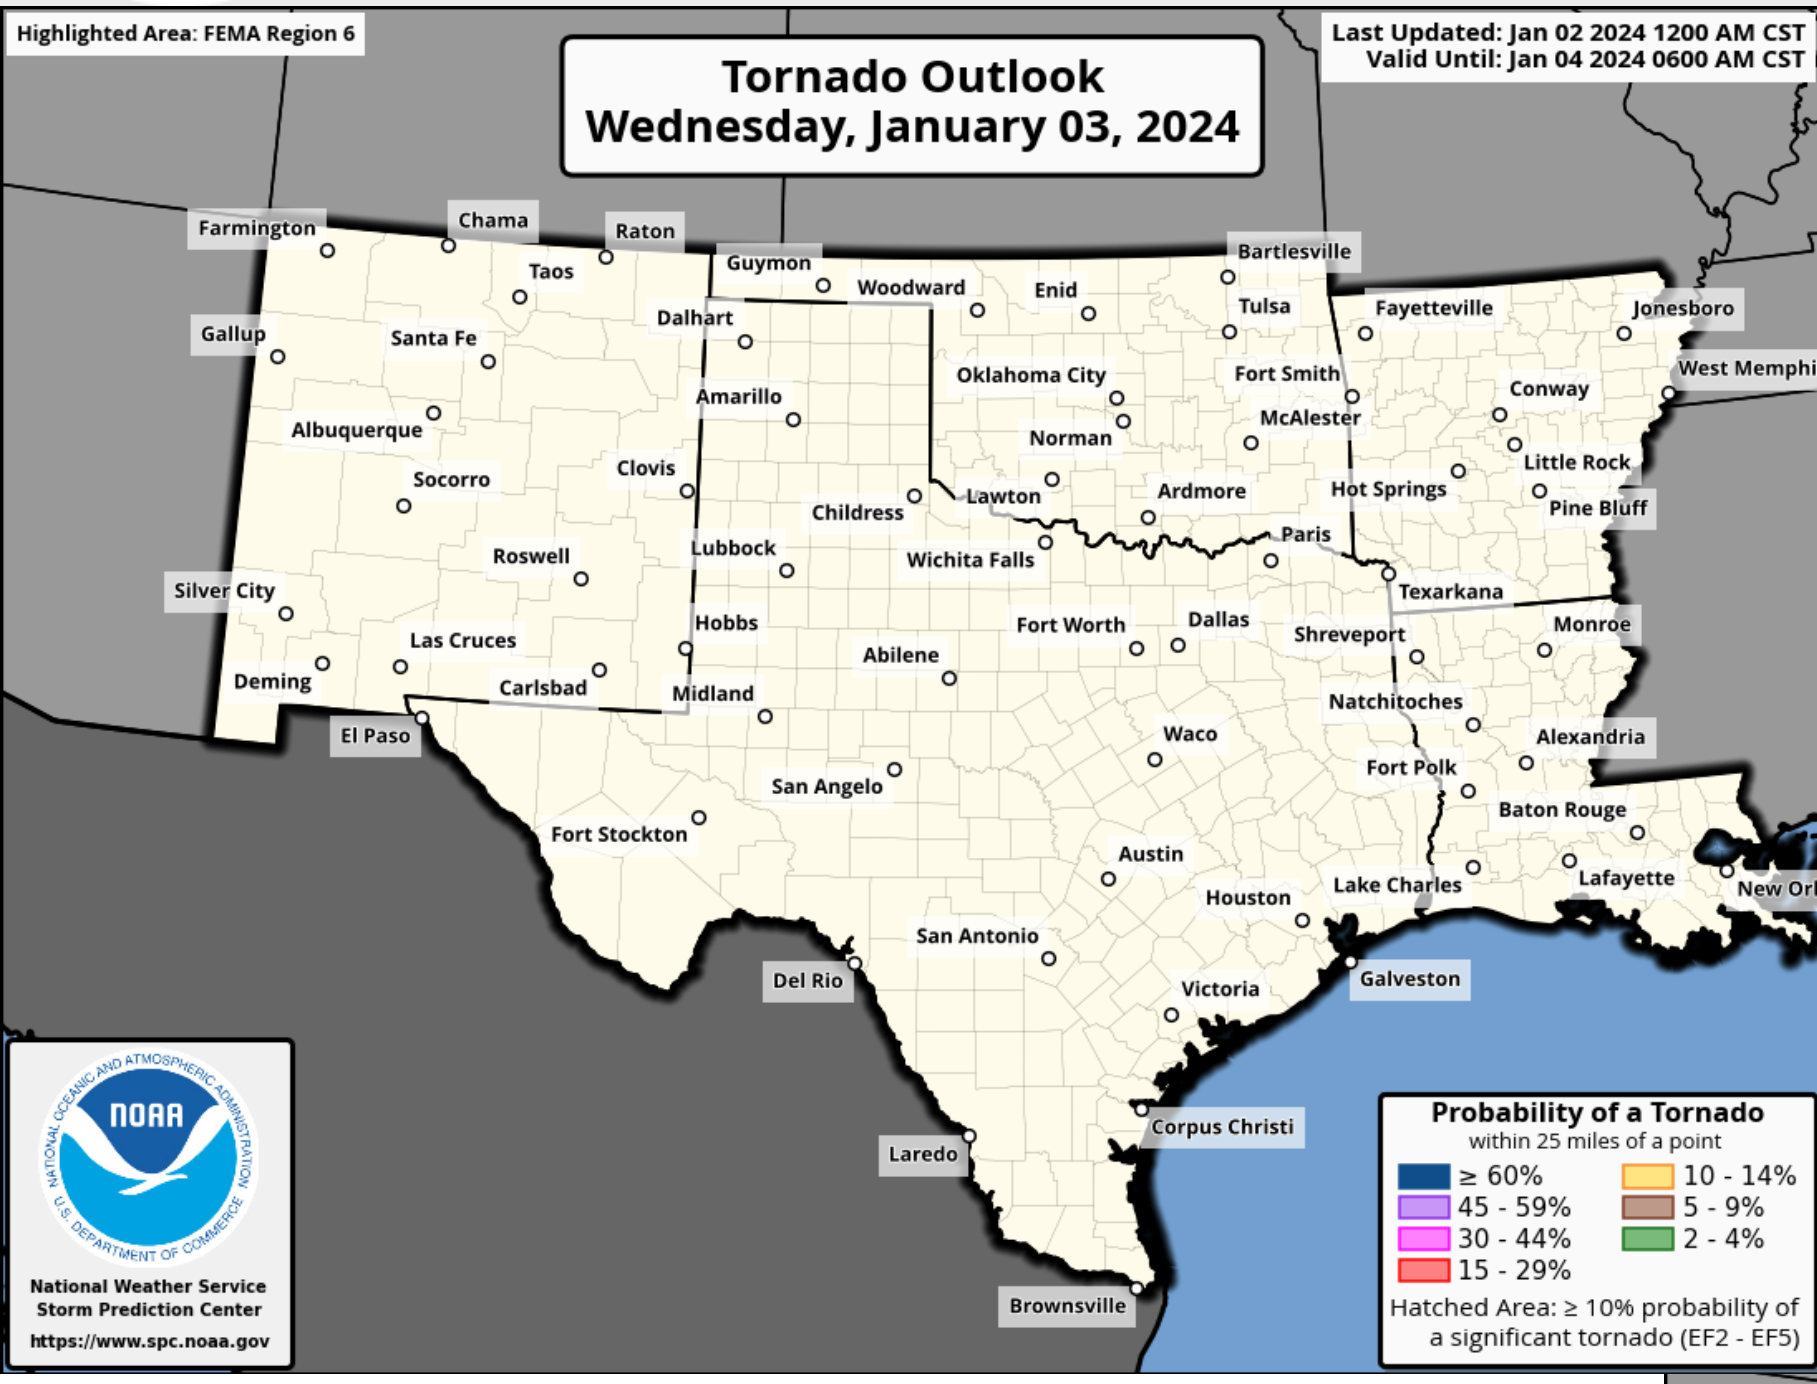 Highlighted Area: FEMA Region 6
Last Updated: Jan 02 2024 1200 AM CST
Valid Until: Jan 04 2024 0600 AM CST
Tornado Outlook
Wednesday, January 03, 2024
Farmington
Chama
Raton
Taos
Guymon
Woodward
Enid
Bartlesville
Tulsa
Fayetteville
Jonesboro
Gallup
Santa Fe
Dalhart
West Memphi
Oklahoma City
Fort Smith
Conway
Amarillo
Albuquerque
Norman
McAlester
Clovis
Little Rock
Socorro
Lawton
Ardmore
Hot Springs
Pine Bluff
Childress
Paris
Roswell
Lubbock
Wichita Falls
Silver City
Texarkana
Hobbs
Fort Worth
Dallas
Shreveport
Monroe
Las Cruces
Abilene
Deming
Carlsbad
Midland
Natchitoches
El Paso
Waco
Alexandria
San Angelo
Fort Polk
Baton Rouge
Fort Stockton
Austin
Lake Charles
Lafayette
New Orl
Houston
San Antonio
Del Rio
Galveston
Victoria
Corpus Christi
Laredo
Brownsville
NATIONAL OCEANIC AND ATMOSPHERIC ADMINISTRATION
NOAA
U.S. DEPARTMENT OF COMMERCE
National Weather Service
Storm Prediction Center
https://www.spc.noaa.gov
Probability of a Tornado
within 25 miles of a point
≥ 60%
10 - 14%
45 - 59%
5 - 9%
30 - 44%
2 - 4%
15 - 29%
Hatched Area: ≥ 10% probability of
a significant tornado (EF2 - EF5)